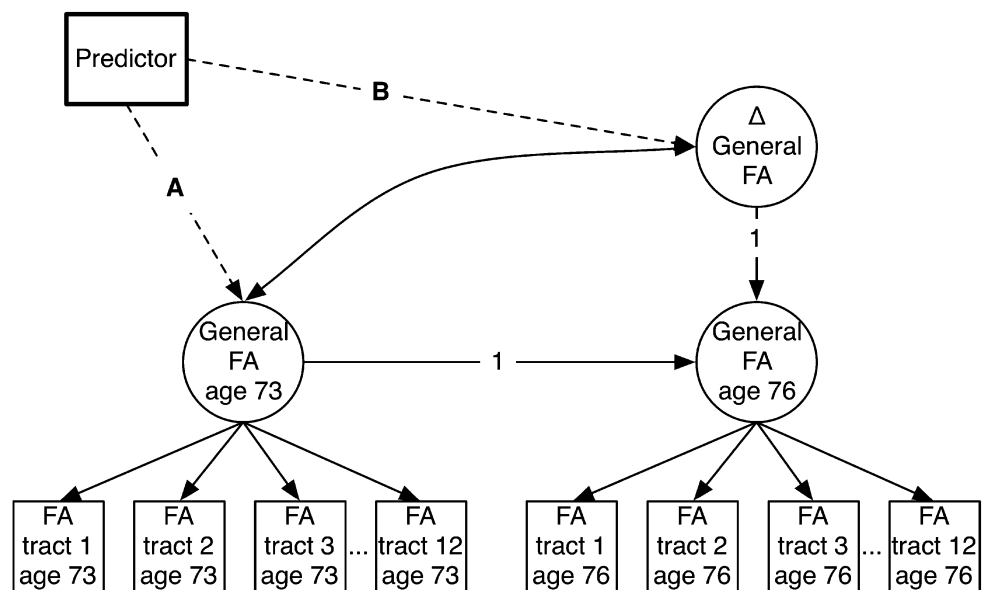 Predictor
B
Δ
General
FA
A
1
General
FA
age 73
1
General
FA
age 76
FA
tract 1
age 73
FA
tract 2
age 73
FA
tract 3
age 73
...
FA
tract 12
age 73
FA
tract 1
age 76
FA
tract 2
age 76
FA
tract 3
age 76
...
FA
tract 12
age 76